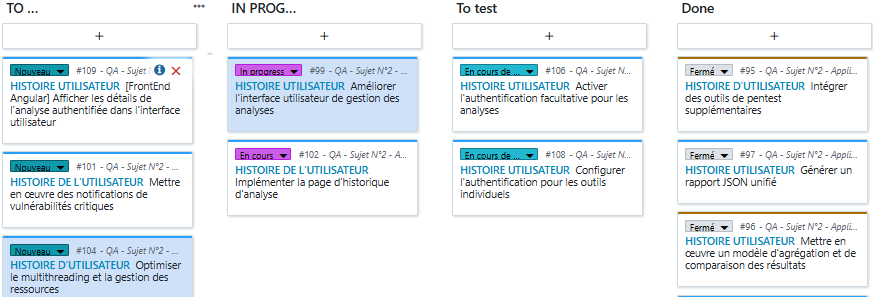 TO ...
+
Nouveau #109 - QA - Sujet
HISTOIRE UTILISATEUR [FrontEnd
Angular] Afficher les détails de
l'analyse authentifiée dans l'interface
utilisateur
Nouveau #101 - QA - Sujet N°2 - ...
HISTOIRE DE L'UTILISATEUR Mettre
en œuvre des notifications de
vulnérabilités critiques
Nouveau #104 - QA - Sujet N°2 - ...
HISTOIRE D'UTILISATEUR Optimiser
le multithreading et la gestion des
ressources
IN PROG...
+
In progress #99 - QA - Sujet N°2 - ...
HISTOIRE UTILISATEUR Améliorer
l'interface utilisateur de gestion des
analyses
En cours #102 - QA - Sujet N°2 - A...
HISTOIRE DE L'UTILISATEUR
Implémenter la page d'historique
d'analyse
To test
+
En cours de ... #106 - QA - Sujet N...
HISTOIRE UTILISATEUR Activer
l'authentification facultative pour les
analyses
En cours de ... #108 - QA - Sujet N...
HISTOIRE UTILISATEUR Configurer
l'authentification pour les outils
individuels
Done
+
Fermé #95 - QA - Sujet N°2 - Appli...
HISTOIRE D'UTILISATEUR Intégrer
des outils de pentest
supplémentaires
Fermé #97 - QA - Sujet N°2 - Appli...
HISTOIRE UTILISATEUR Générer un
rapport JSON unifié
Fermé #96 - QA - Sujet N°2 - Appli...
HISTOIRE UTILISATEUR Mettre en
œuvre un modèle d'agrégation et de
comparaison des résultats